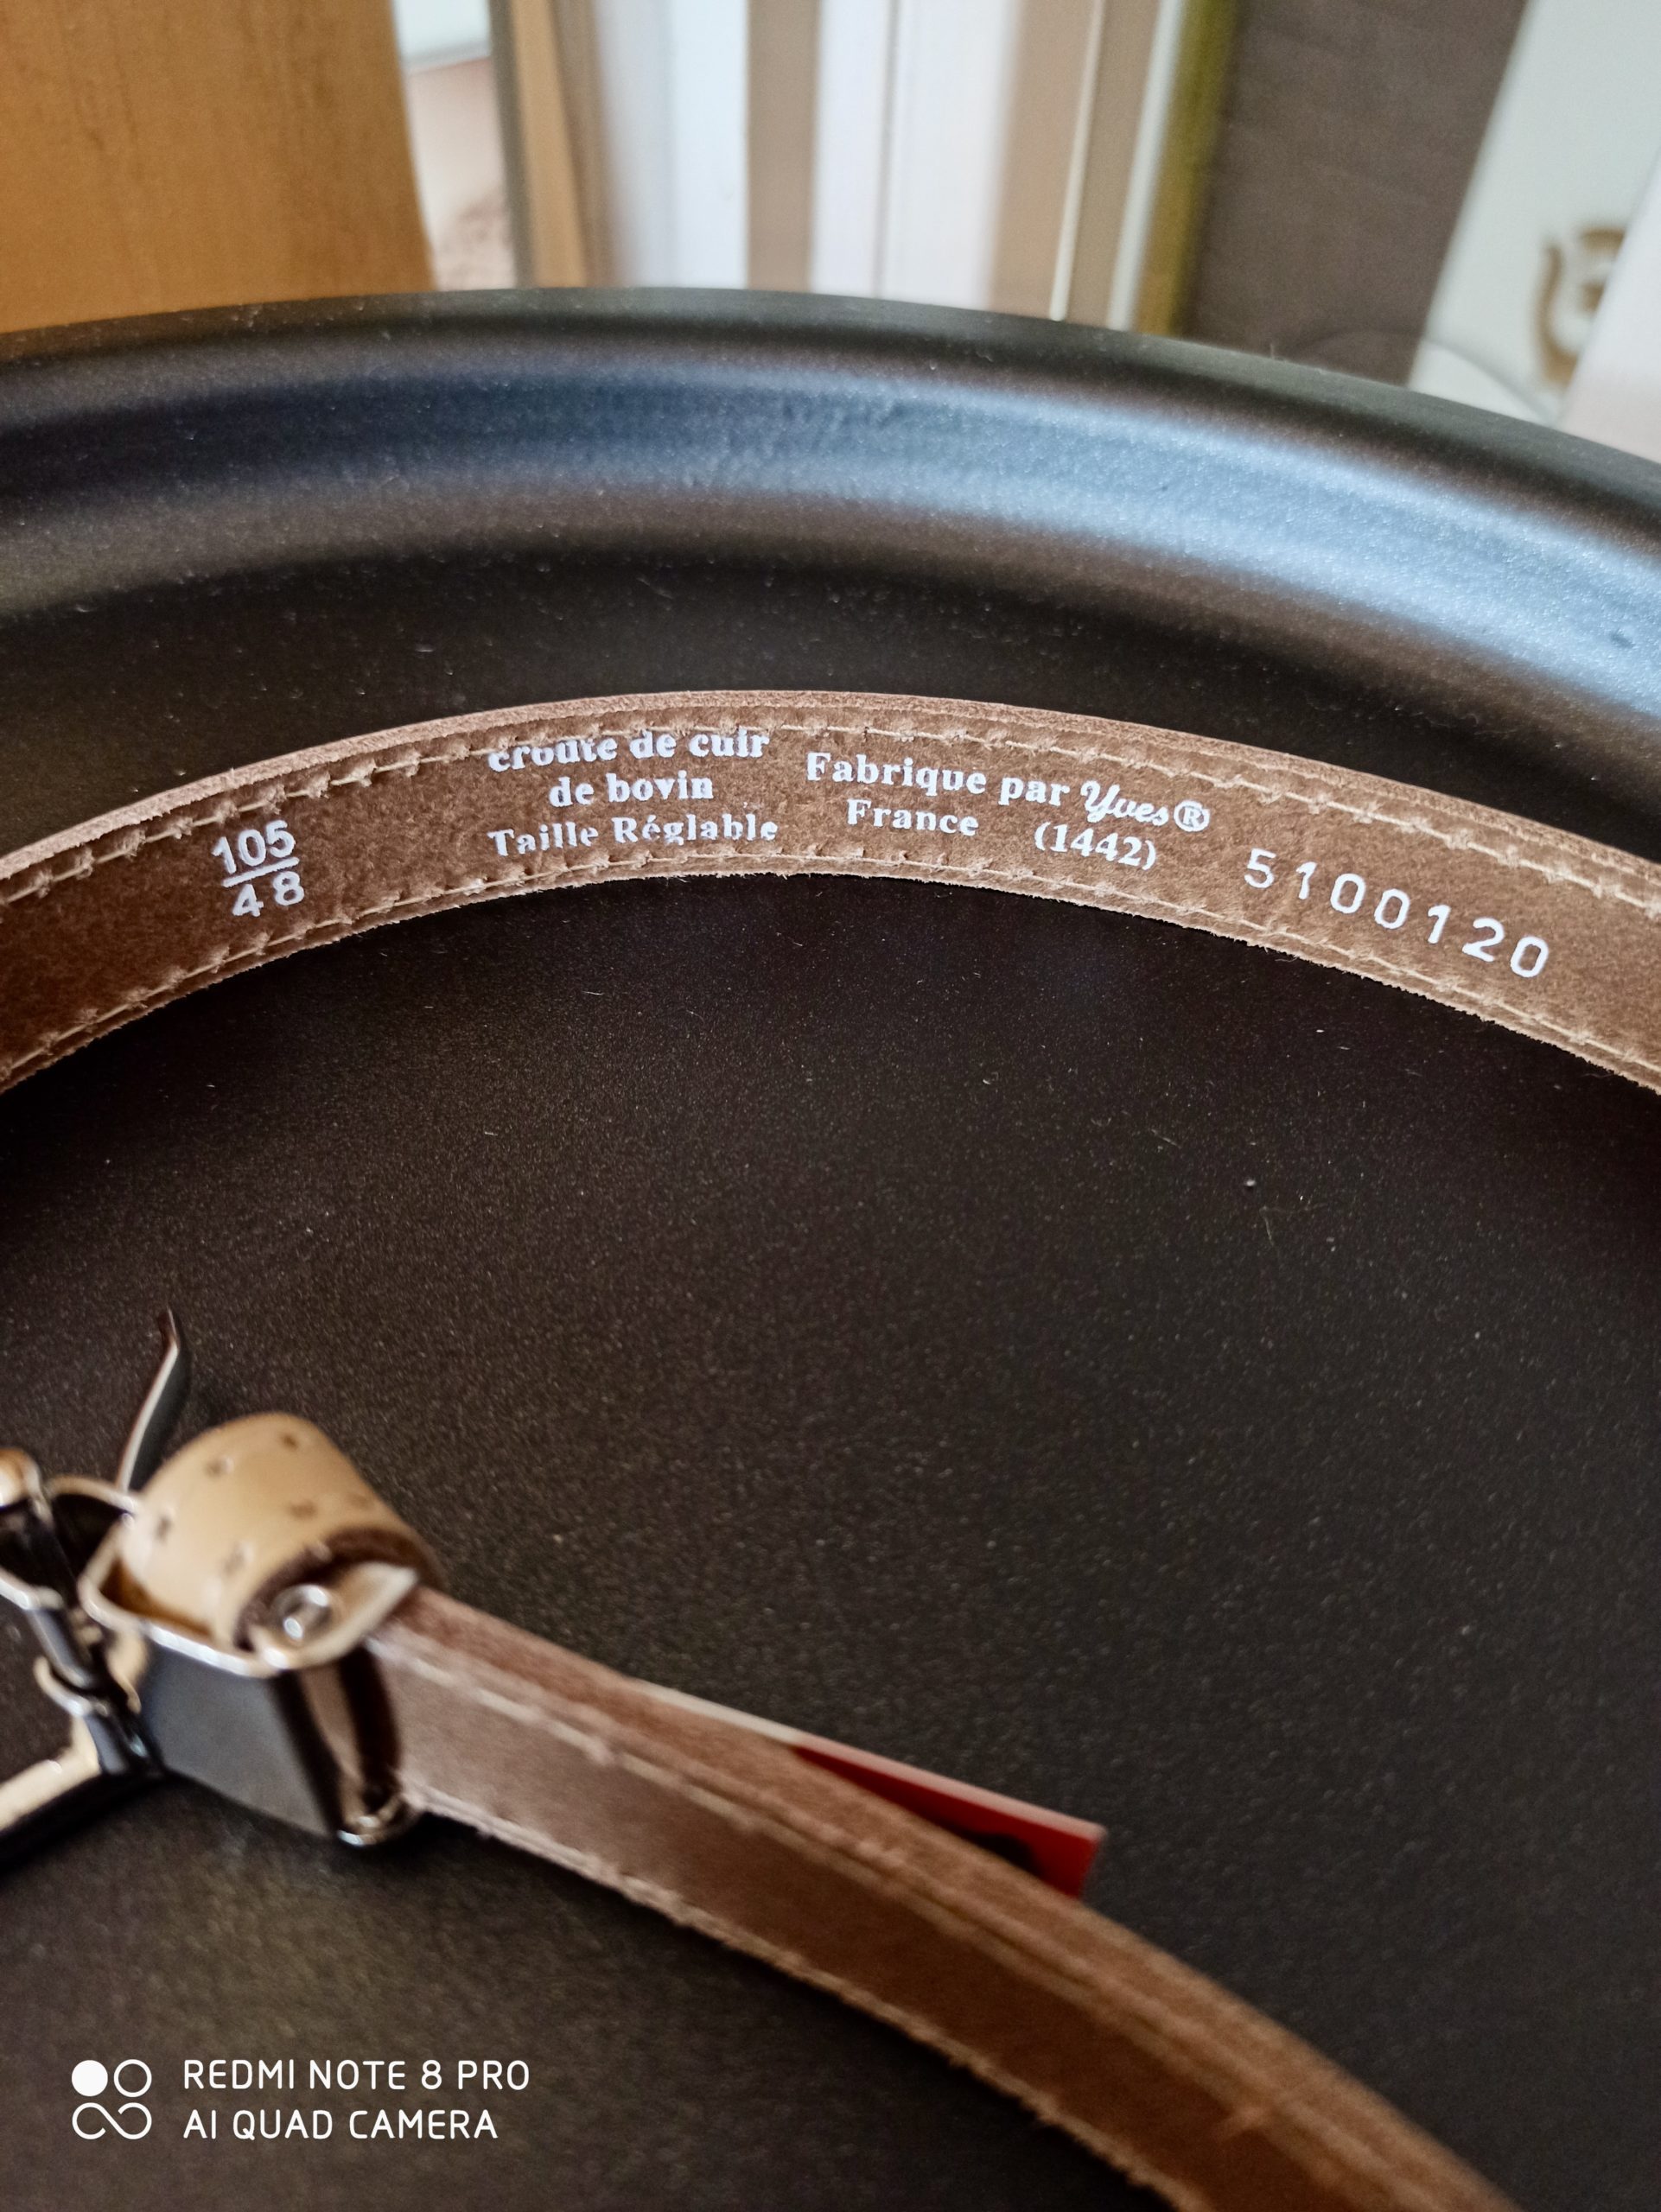 105
48
croute de cuir
de bovin
Taille Réglable
Fabrique par Yves®
France (1442)
5100120
REDMI NOTE 8 PRO
AI QUAD CAMERA